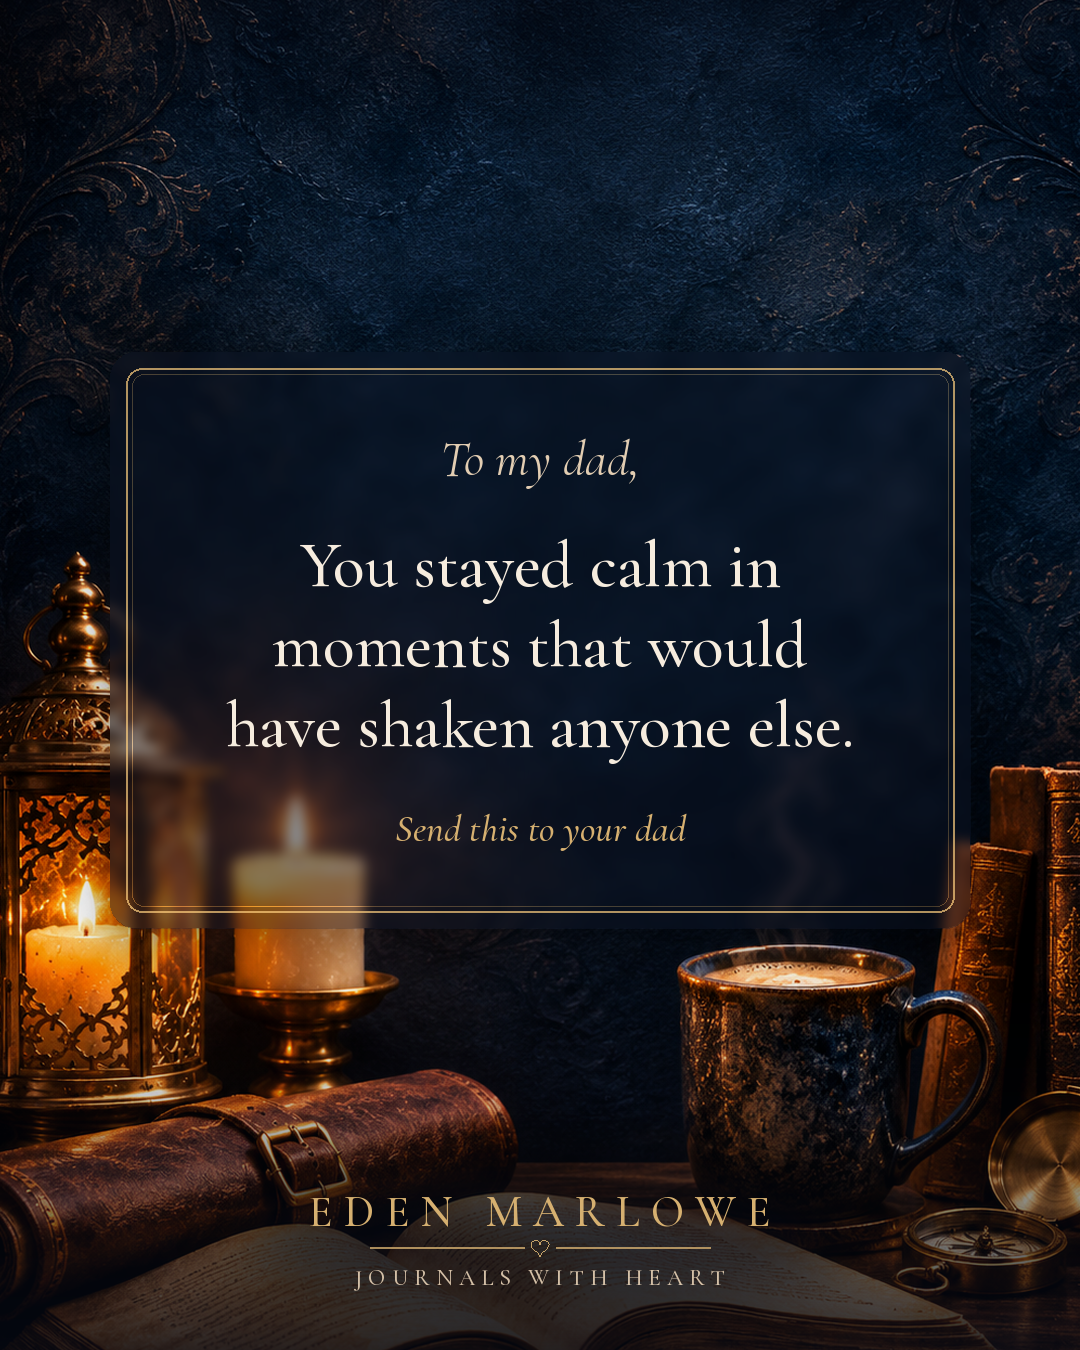 To my dad,
You stayed calm in
moments that would
have shaken anyone else.
Send this to your dad
EDEN MARLOWE
JOURNALS WITH HEART